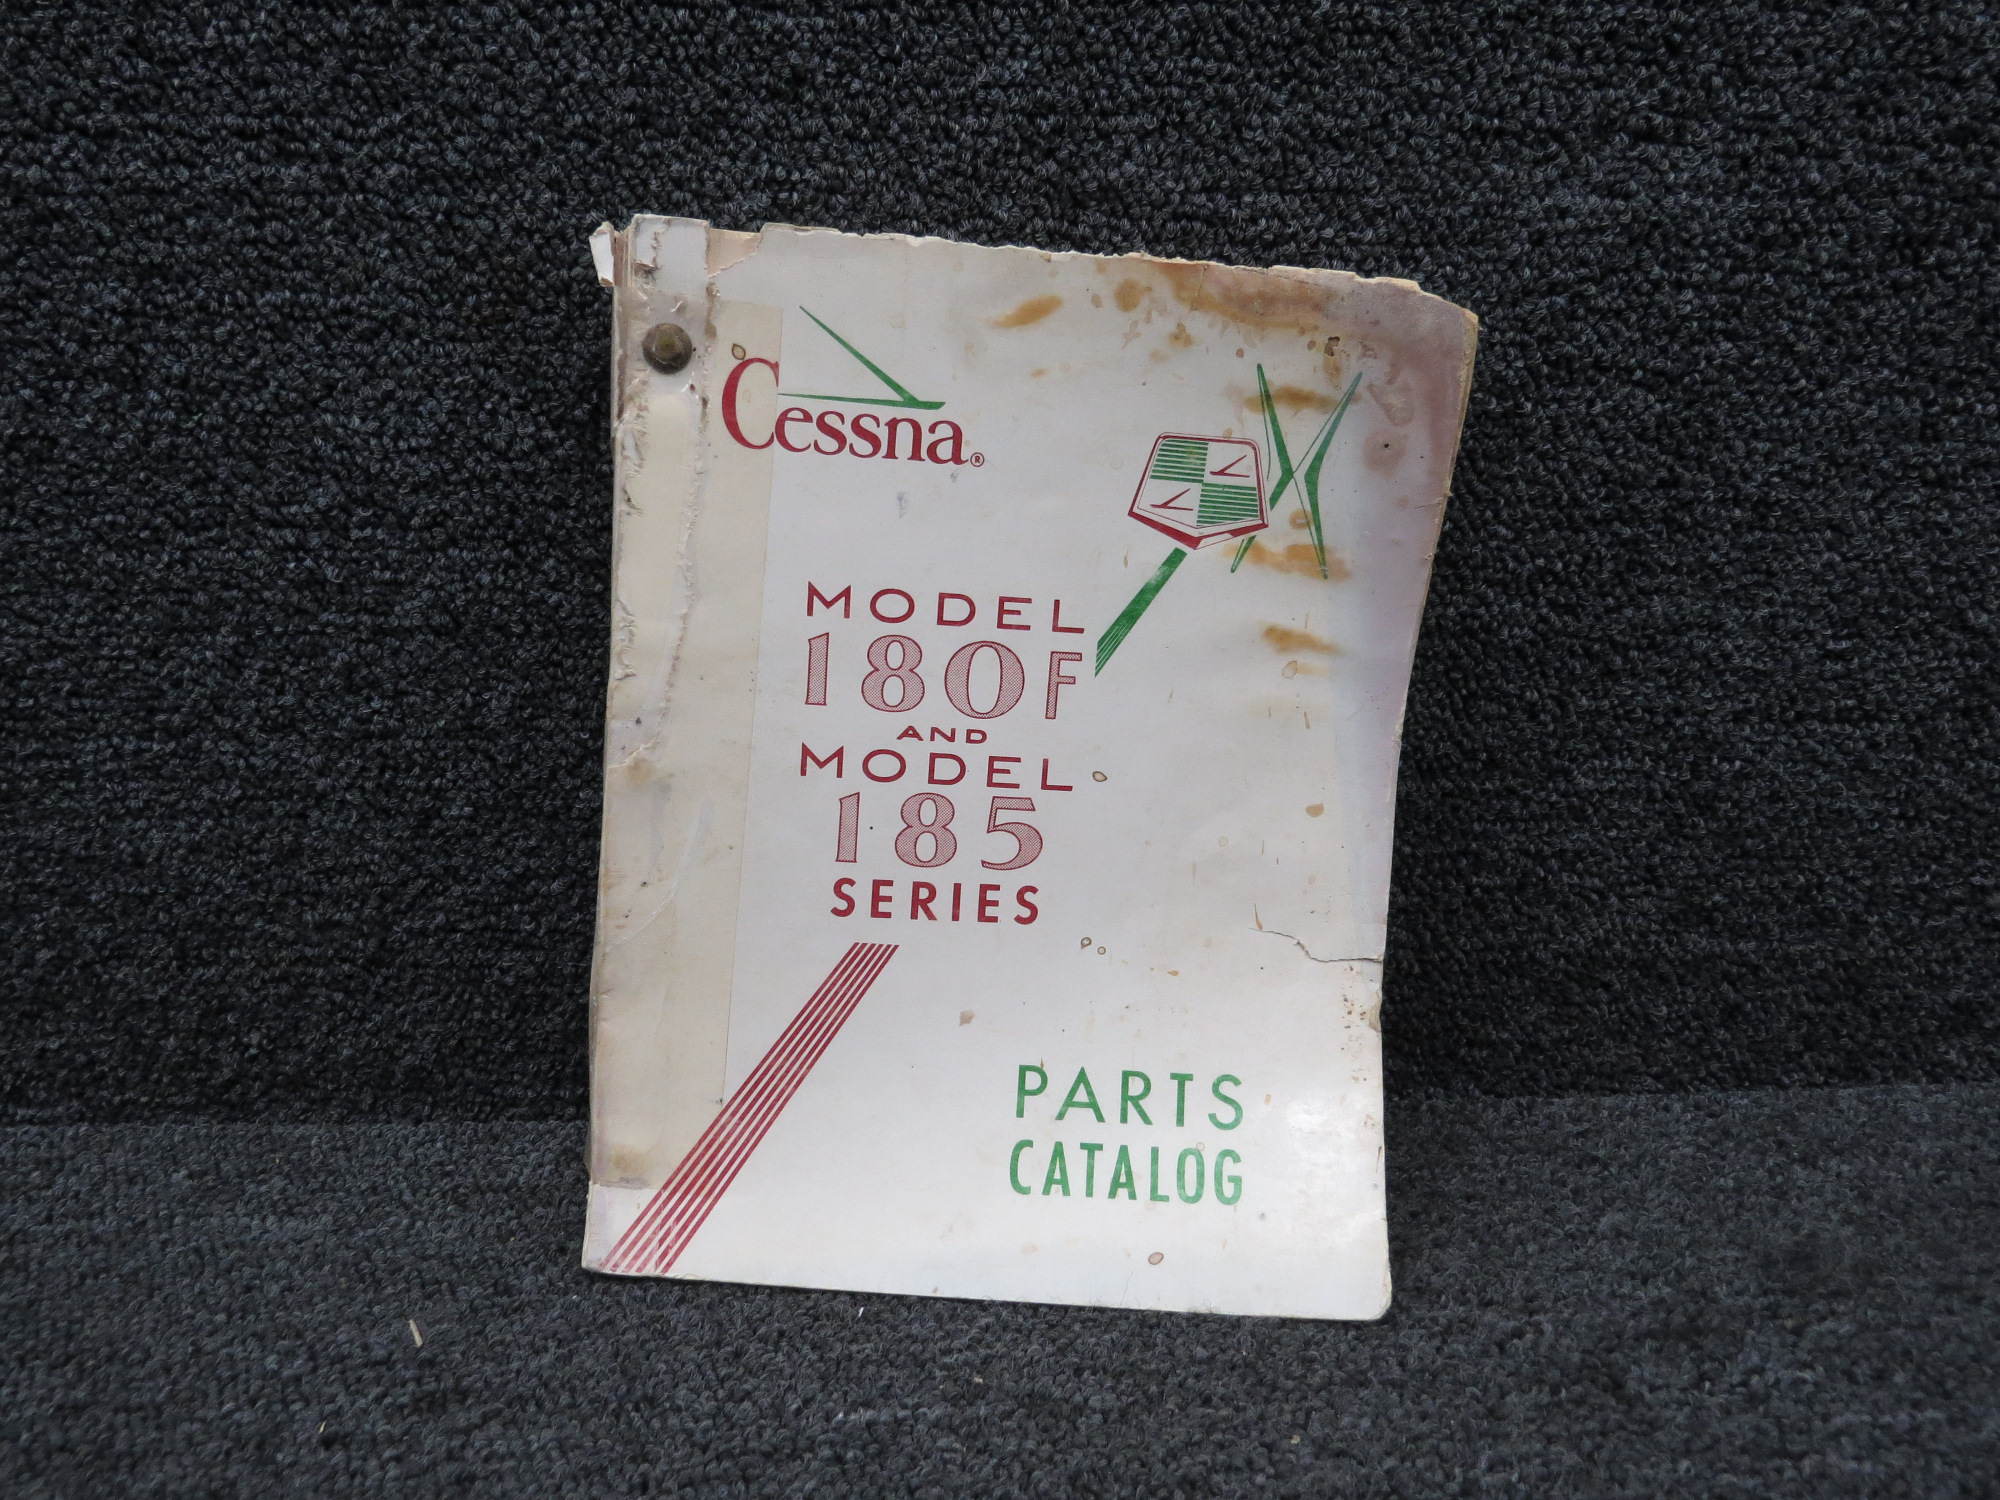 Cessna®
MODEL
180F
AND
MODEL
185
SERIES
PARTS
CATALOG